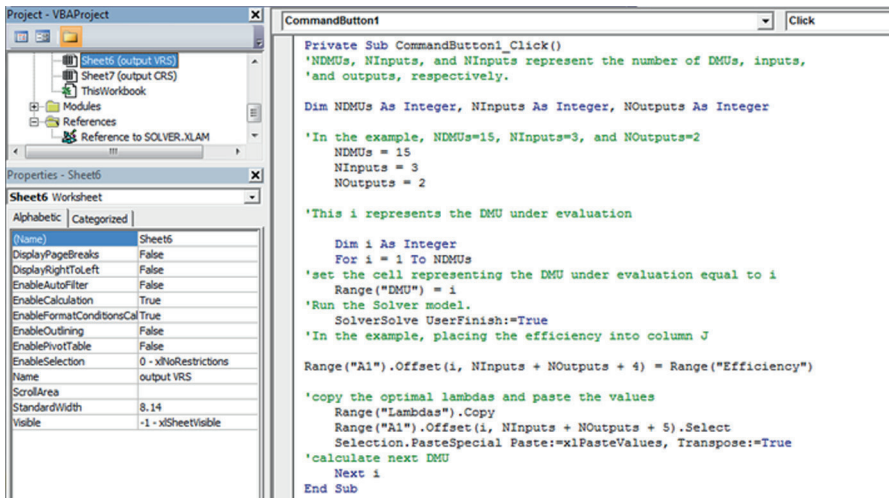 Project - VBAProject
Sheet6 (output VRS)
Sheet7 (output CRS)
ThisWorkbook
Modules
References
Reference to SOLVER.XLAM
Properties - Sheet6
Sheet6 Worksheet
Alphabetic Categorized
(Name) Sheet6
DisplayPageBreaks False
DisplayRightToLeft False
EnableAutoFilter False
EnableCalculation True
EnableFormatConditionsCal True
EnableOutlining False
EnablePivotTable False
EnableSelection 0 - xlNoRestrictions
Name output VRS
ScrollArea
StandardWidth 8.14
Visible -1 - xlSheetVisible
CommandButton1 Click
Private Sub CommandButton1_Click()
'NDMUs, NInputs, and NInputs represent the number of DMUs, inputs,
'and outputs, respectively.
Dim NDMUs As Integer, NInputs As Integer, NOutputs As Integer
'In the example, NDMUs=15, NInputs=3, and NOutputs=2
NDMUs = 15
NInputs = 3
NOutputs = 2
'This i represents the DMU under evaluation
Dim i As Integer
For i = 1 To NDMUs
'set the cell representing the DMU under evaluation equal to i
Range("DMU") = i
'Run the Solver model.
SolverSolve UserFinish:=True
'In the example, placing the efficiency into column J
Range("A1").Offset(i, NInputs + NOutputs + 4) = Range("Efficiency")
'copy the optimal lambdas and paste the values
Range("Lambdas").Copy
Range("A1").Offset(i, NInputs + NOutputs + 5).Select
Selection.PasteSpecial Paste:=xlPasteValues, Transpose:=True
'calculate next DMU
Next i
End Sub